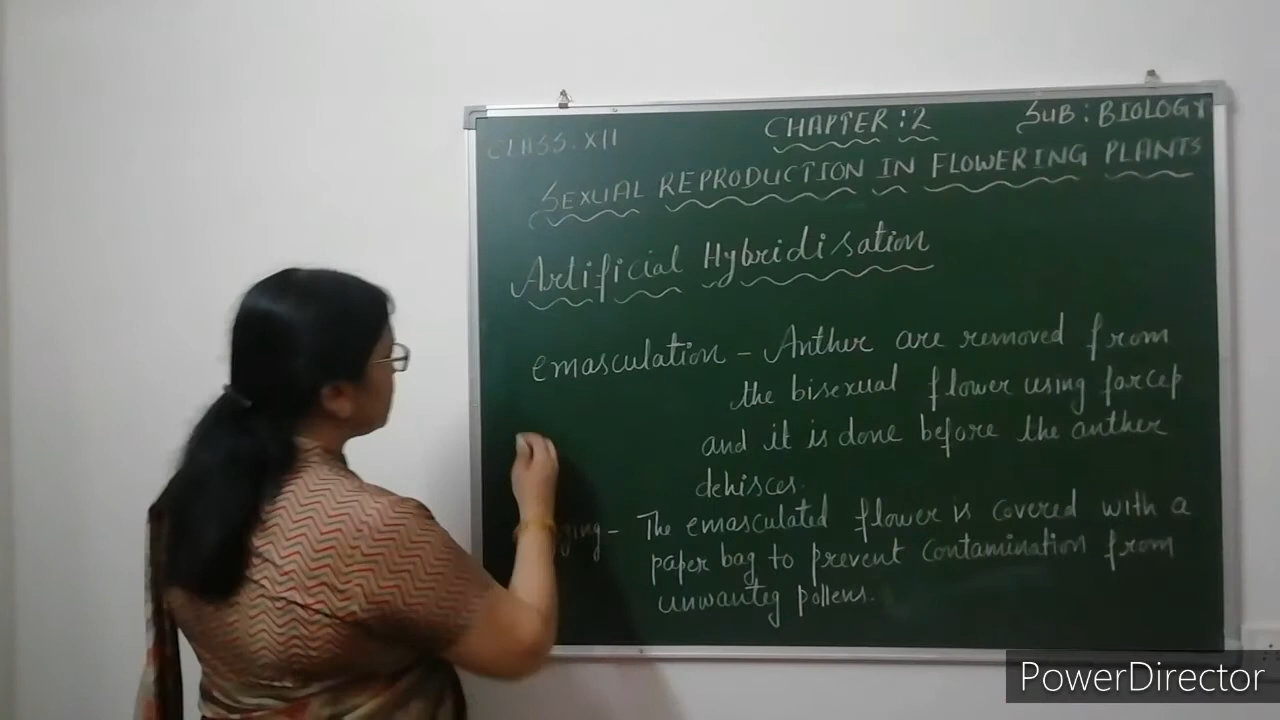 CLASS. XII
CHAPTER : 2
SUB : BIOLOGY
SEXUAL REPRODUCTION IN FLOWERING PLANTS
Artificial Hybridisation
emasculation - Anther are removed from
the bisexual flower using forcep
and it is done before the anther
dehisces.
The emasculated flower is covered with a
paper bag to prevent contamination from
unwanteg pollens.
PowerDirector